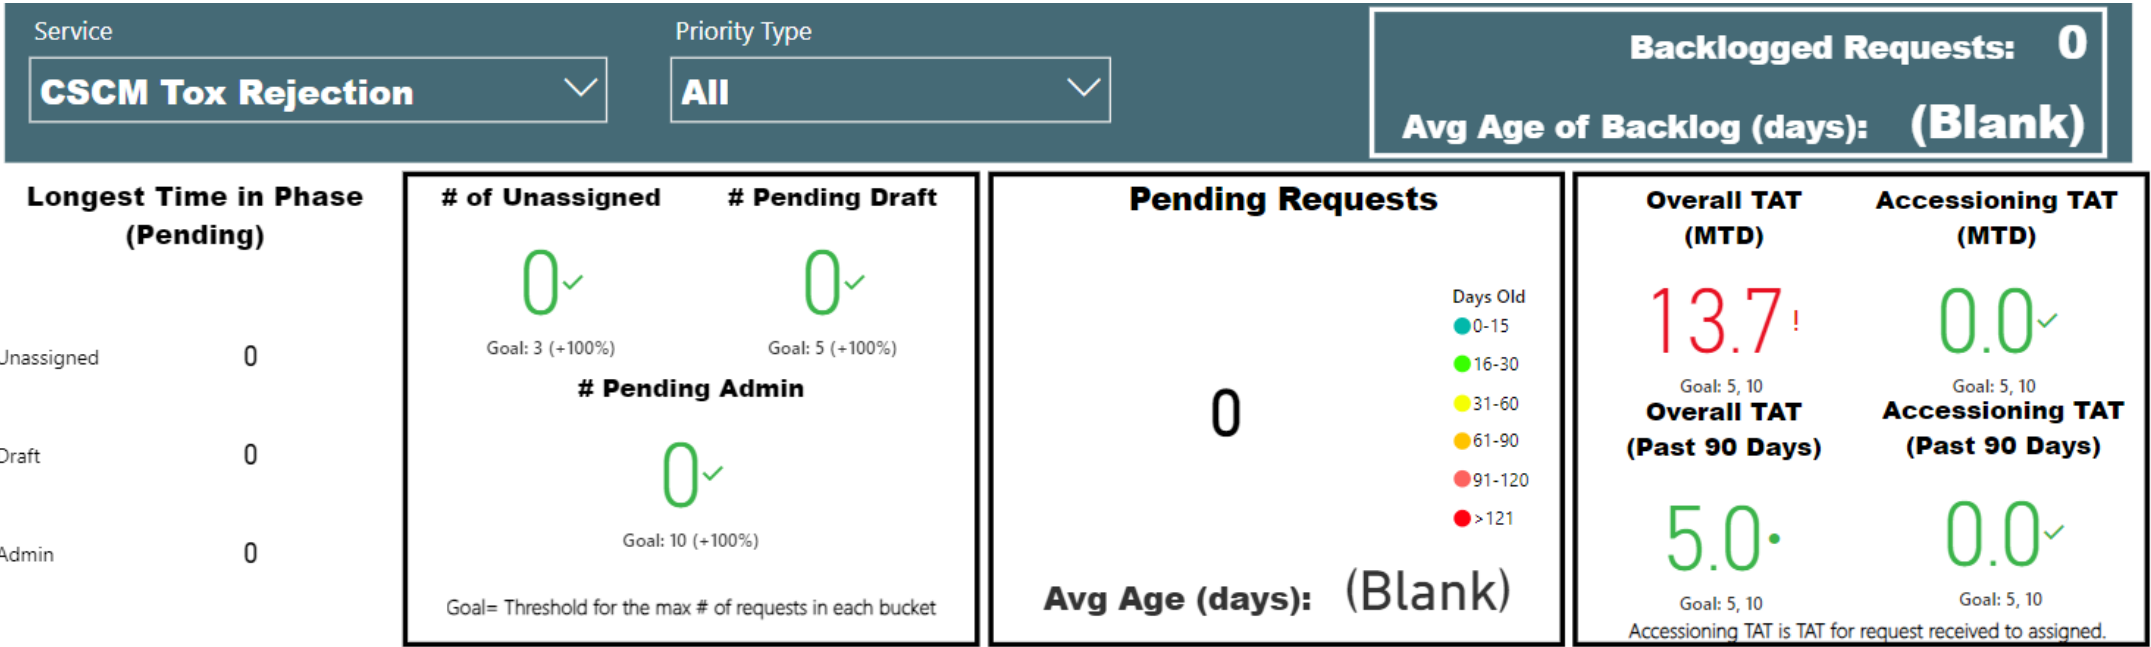 Service
CSCM Tox Rejection
Priority Type
All
Backlogged Requests: 0
Avg Age of Backlog (days): (Blank)
Longest Time in Phase
(Pending)
Unassigned 0
Draft 0
Admin 0
# of Unassigned
0
Goal: 3 (+100%)
# Pending Draft
0
Goal: 5 (+100%)
# Pending Admin
0
Goal: 10 (+100%)
Goal= Threshold for the max # of requests in each bucket
Pending Requests
0
Days Old
0-15
16-30
31-60
61-90
91-120
>121
Avg Age (days): (Blank)
Overall TAT
(MTD)
13.7!
Goal: 5, 10
Accessioning TAT
(MTD)
0.0
Goal: 5, 10
Overall TAT
(Past 90 Days)
5.0
Goal: 5, 10
Accessioning TAT
(Past 90 Days)
0.0
Goal: 5, 10
Accessioning TAT is TAT for request received to assigned.